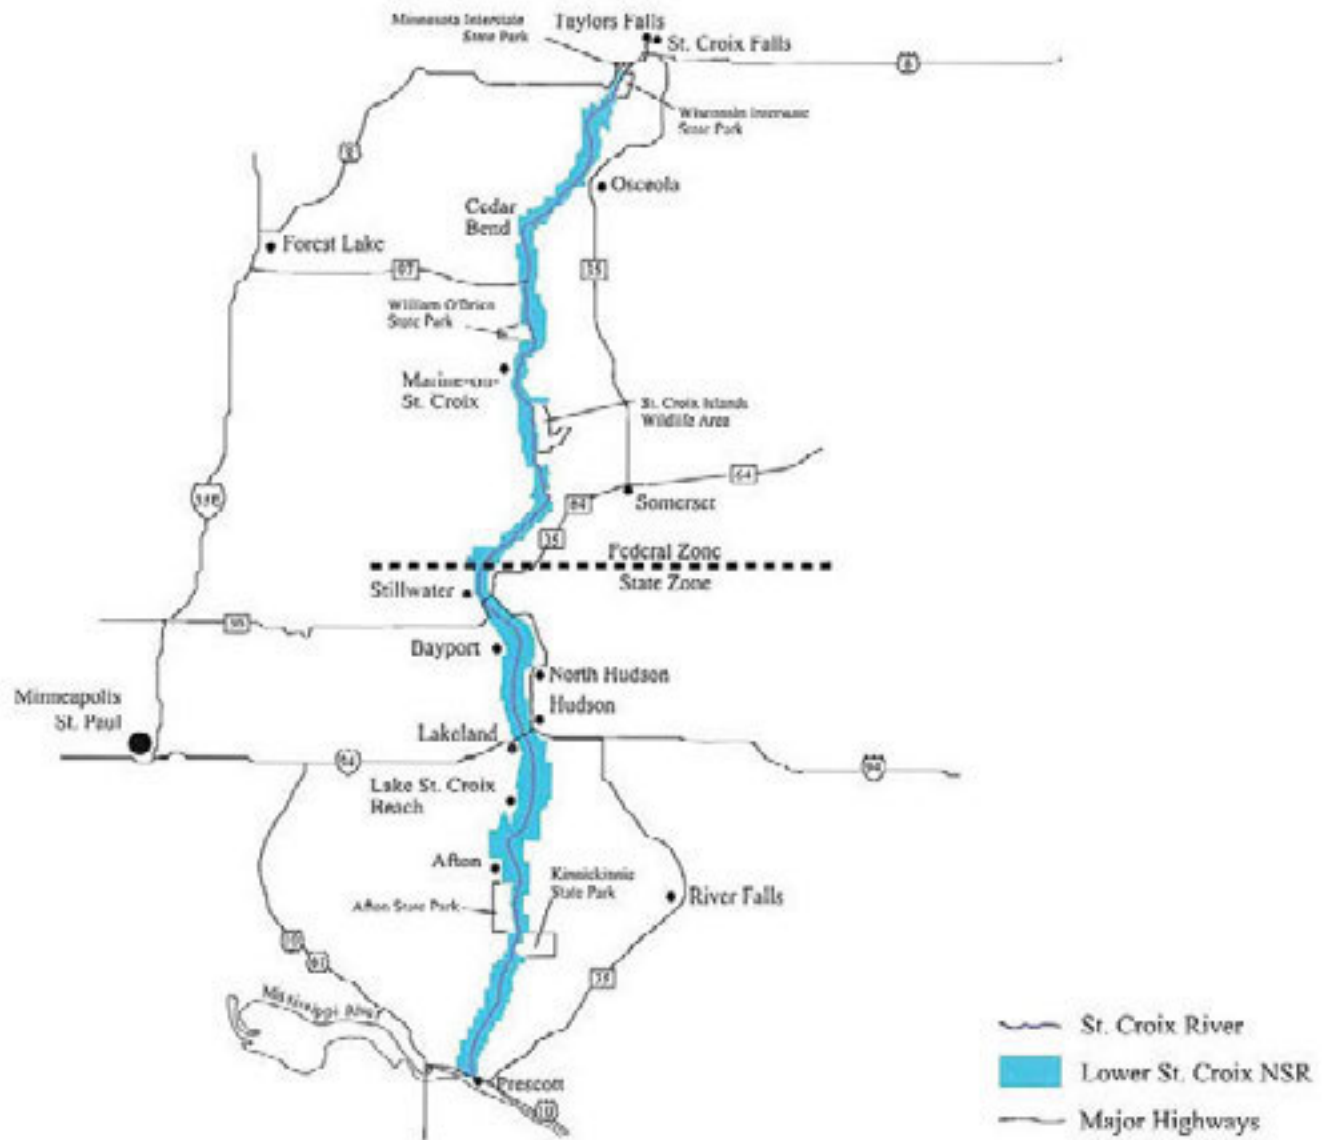 Minnesota Interstate
State Park
Taylors Falls
St. Croix Falls
8
Wisconsin Interstate
State Park
8
Osceola
Cedar
Bend
Forest Lake
97
35
William O'Brien
State Park
Marine-on-
St. Croix
St. Croix Islands
Wildlife Area
64
64
Somerset
35
Federal Zone
State Zone
Stillwater
Bayport
North Hudson
Hudson
Minneapolis
St. Paul
Lakeland
94
94
Lake St. Croix
Beach
Afton
Kinnickinnic
State Park
River Falls
Afton State Park
10
61
35
Mississippi River
Prescott
10
St. Croix River
Lower St. Croix NSR
Major Highways